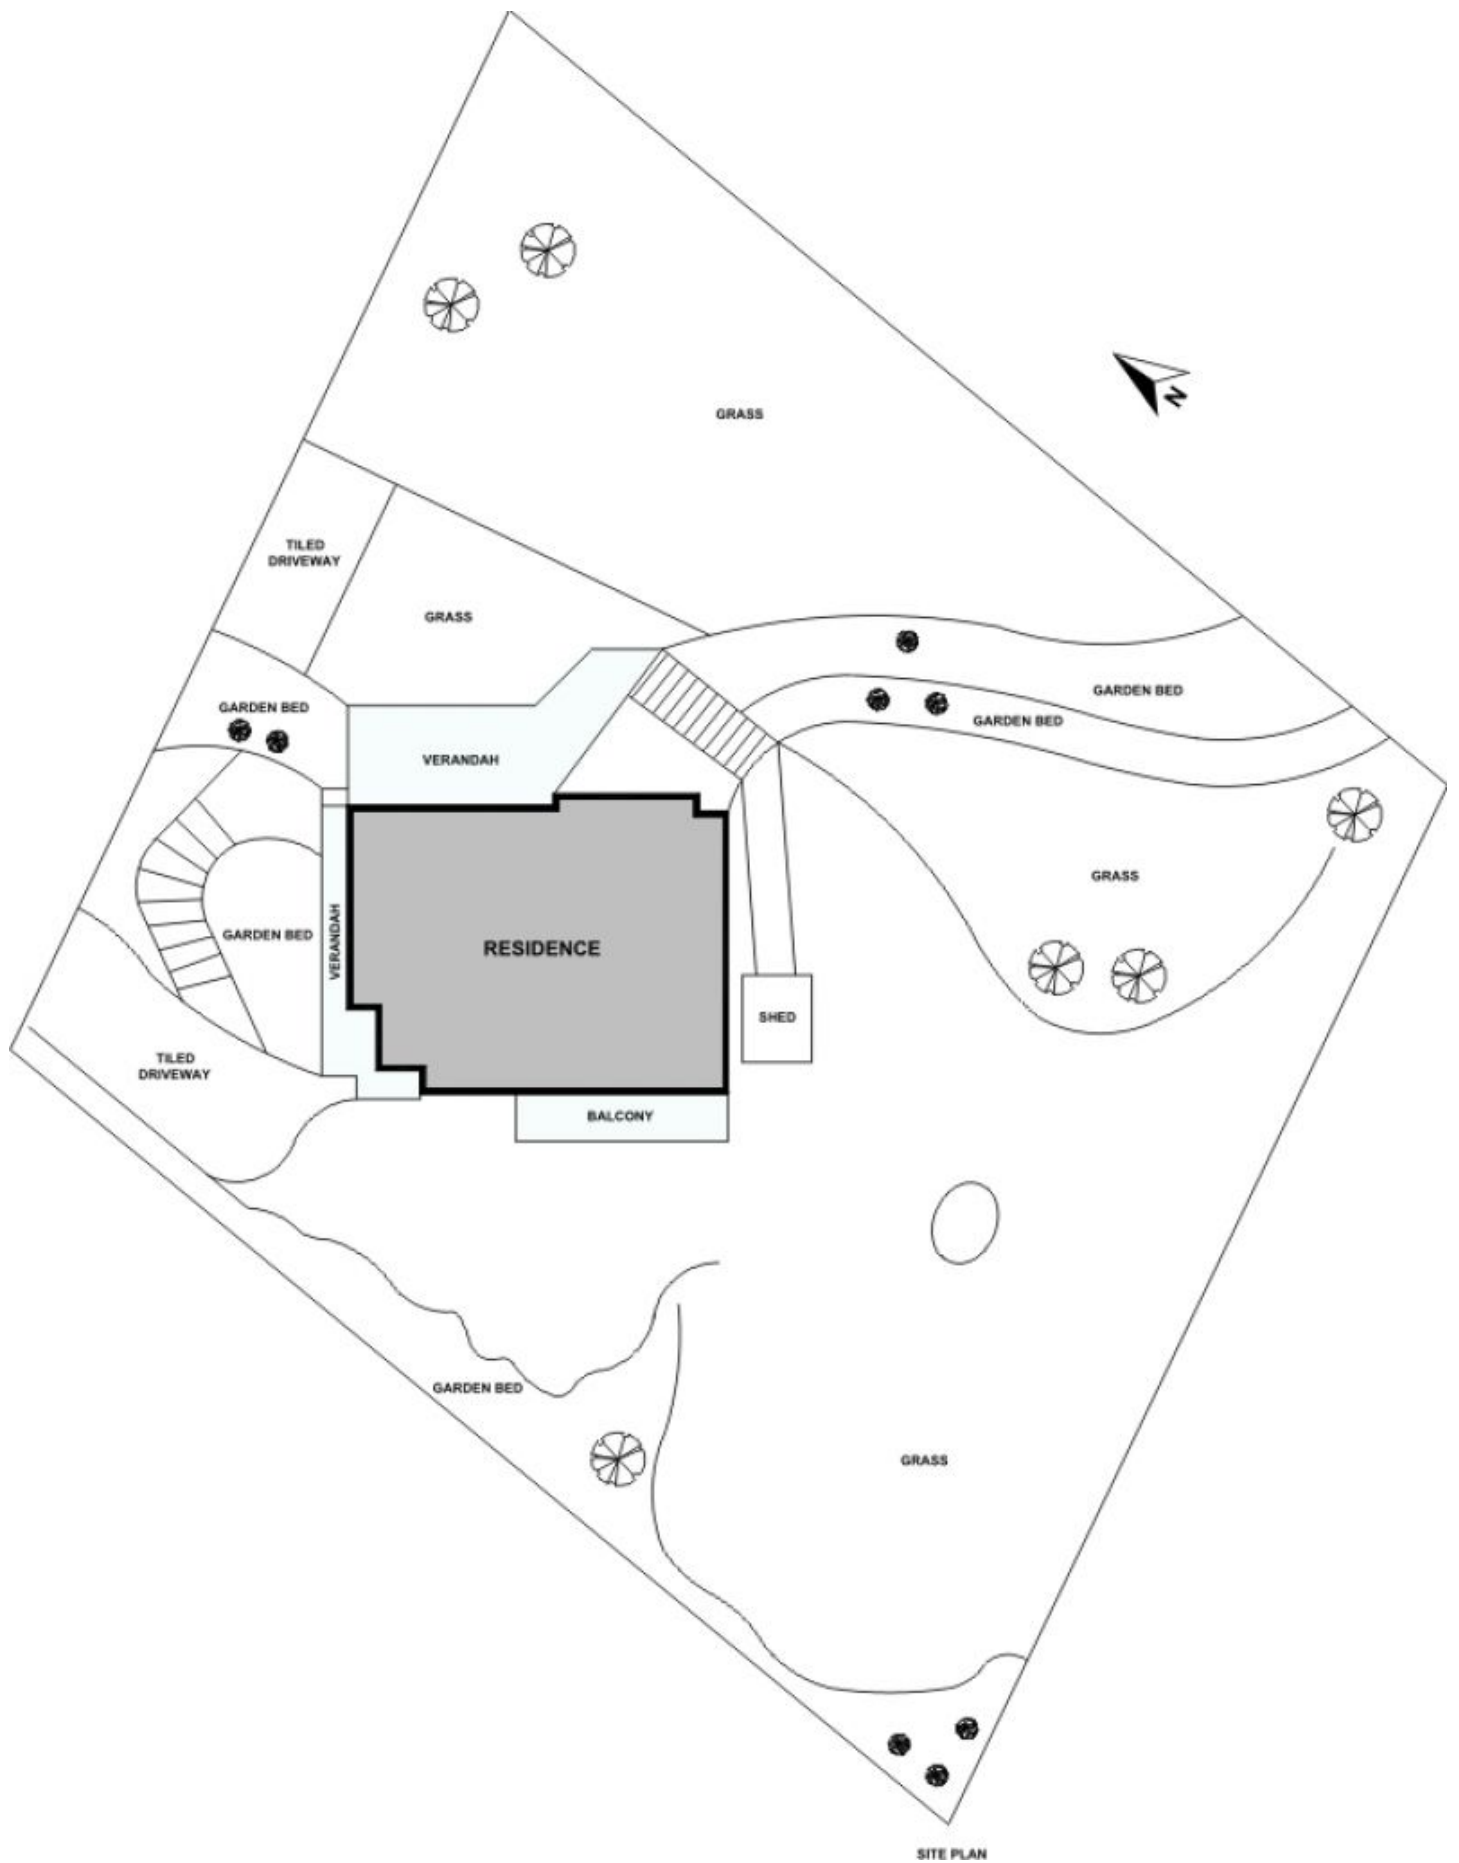 GRASS
N
TILED
DRIVEWAY
GRASS
GARDEN BED
GARDEN BED
GARDEN BED
VERANDAH
GRASS
GARDEN BED
VERANDAH
RESIDENCE
SHED
TILED
DRIVEWAY
BALCONY
GARDEN BED
GRASS
SITE PLAN